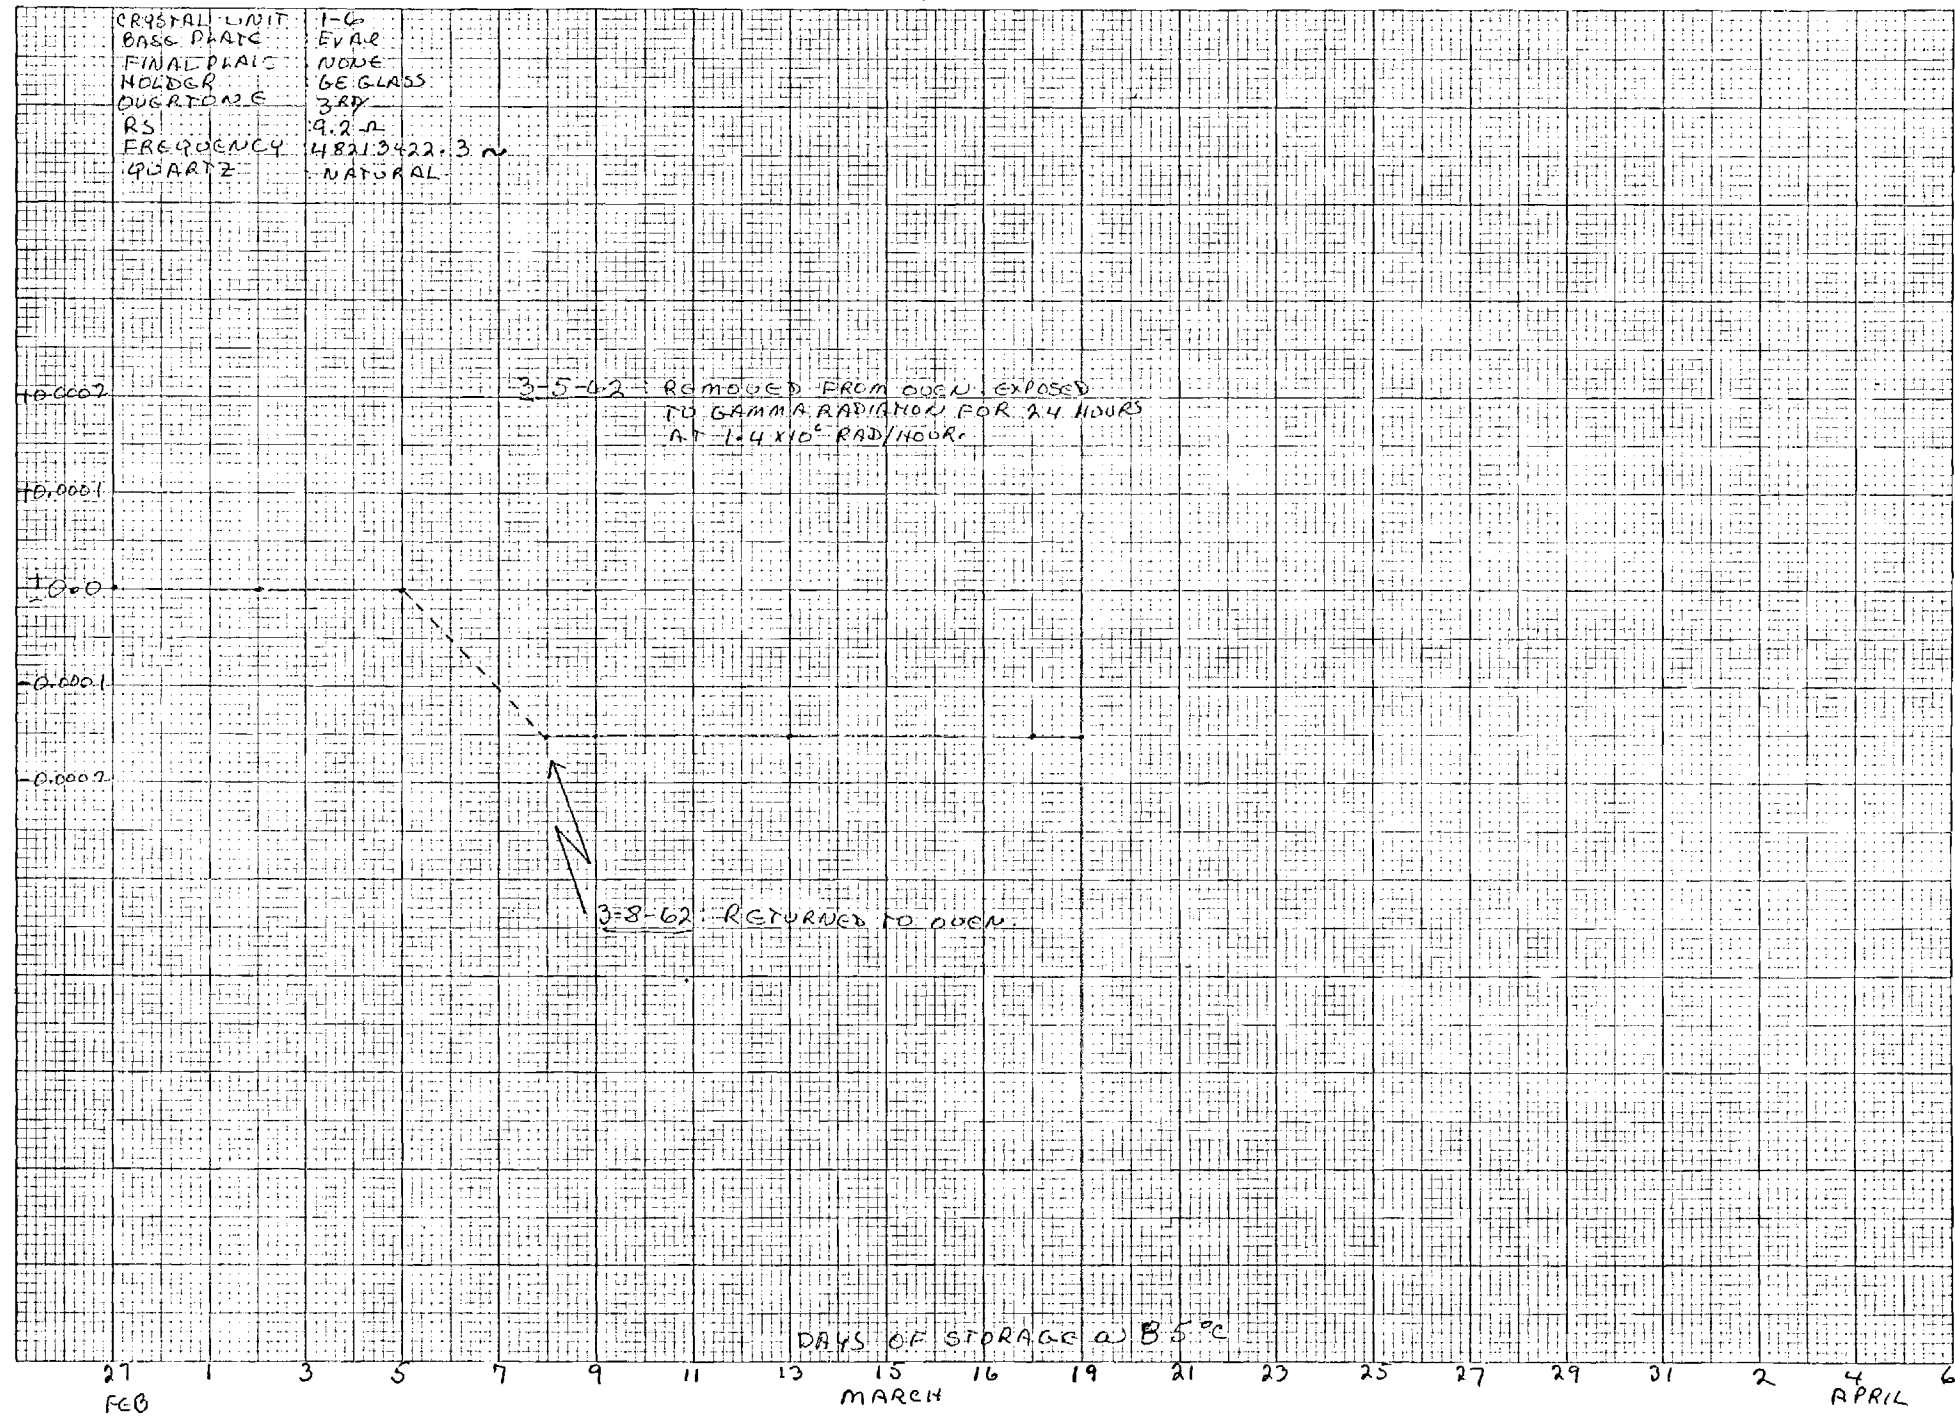 CRYSTAL UNIT 1-6
BASE PLATE EVAP
FINAL PLATE NONE
HOLDER GE GLASS
OVERTONE 3RD
RS 9.2 Ω
FREQUENCY 48213422.3 ~
QUARTZ NATURAL
+0.0002
3-5-62: REMOVED FROM OVEN. EXPOSED
TO GAMMA RADIATION FOR 24 HOURS
AT 1.4 X 10⁶ RAD/HOUR.
+0.0001
±0.0
-0.0001
-0.0002
3-8-62: RETURNED TO OVEN.
DAYS OF STORAGE @ 85°C
27 1 3 5 7 9 11 13 15 16 19 21 23 25 27 29 31 2 4 6
FEB MARCH APRIL